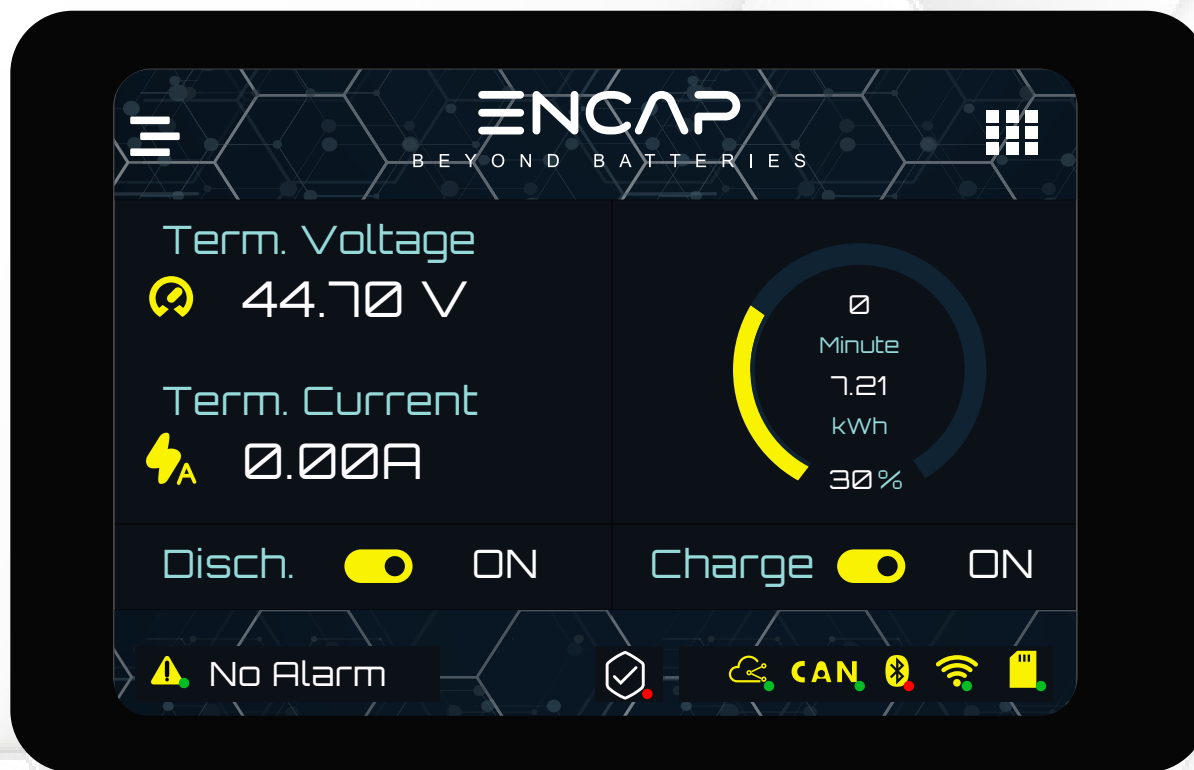 ENCAP
BEYOND BATTERIES
Term. Voltage
44.70 V
Term. Current
A
0.00A
0
Minute
7.21
kWh
30%
Disch. ON
Charge ON
No Alarm
CAN